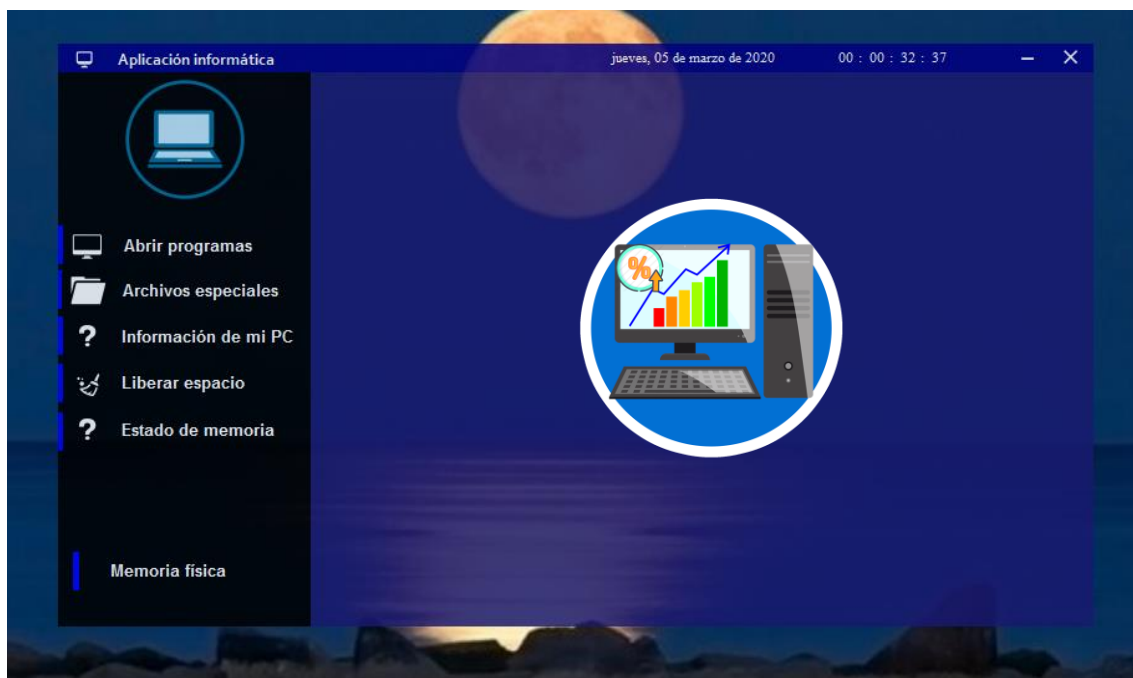 Aplicación informática
jueves, 05 de marzo de 2020
00 : 00 : 32 : 37
Abrir programas
Archivos especiales
? Información de mi PC
Liberar espacio
? Estado de memoria
Memoria física
%